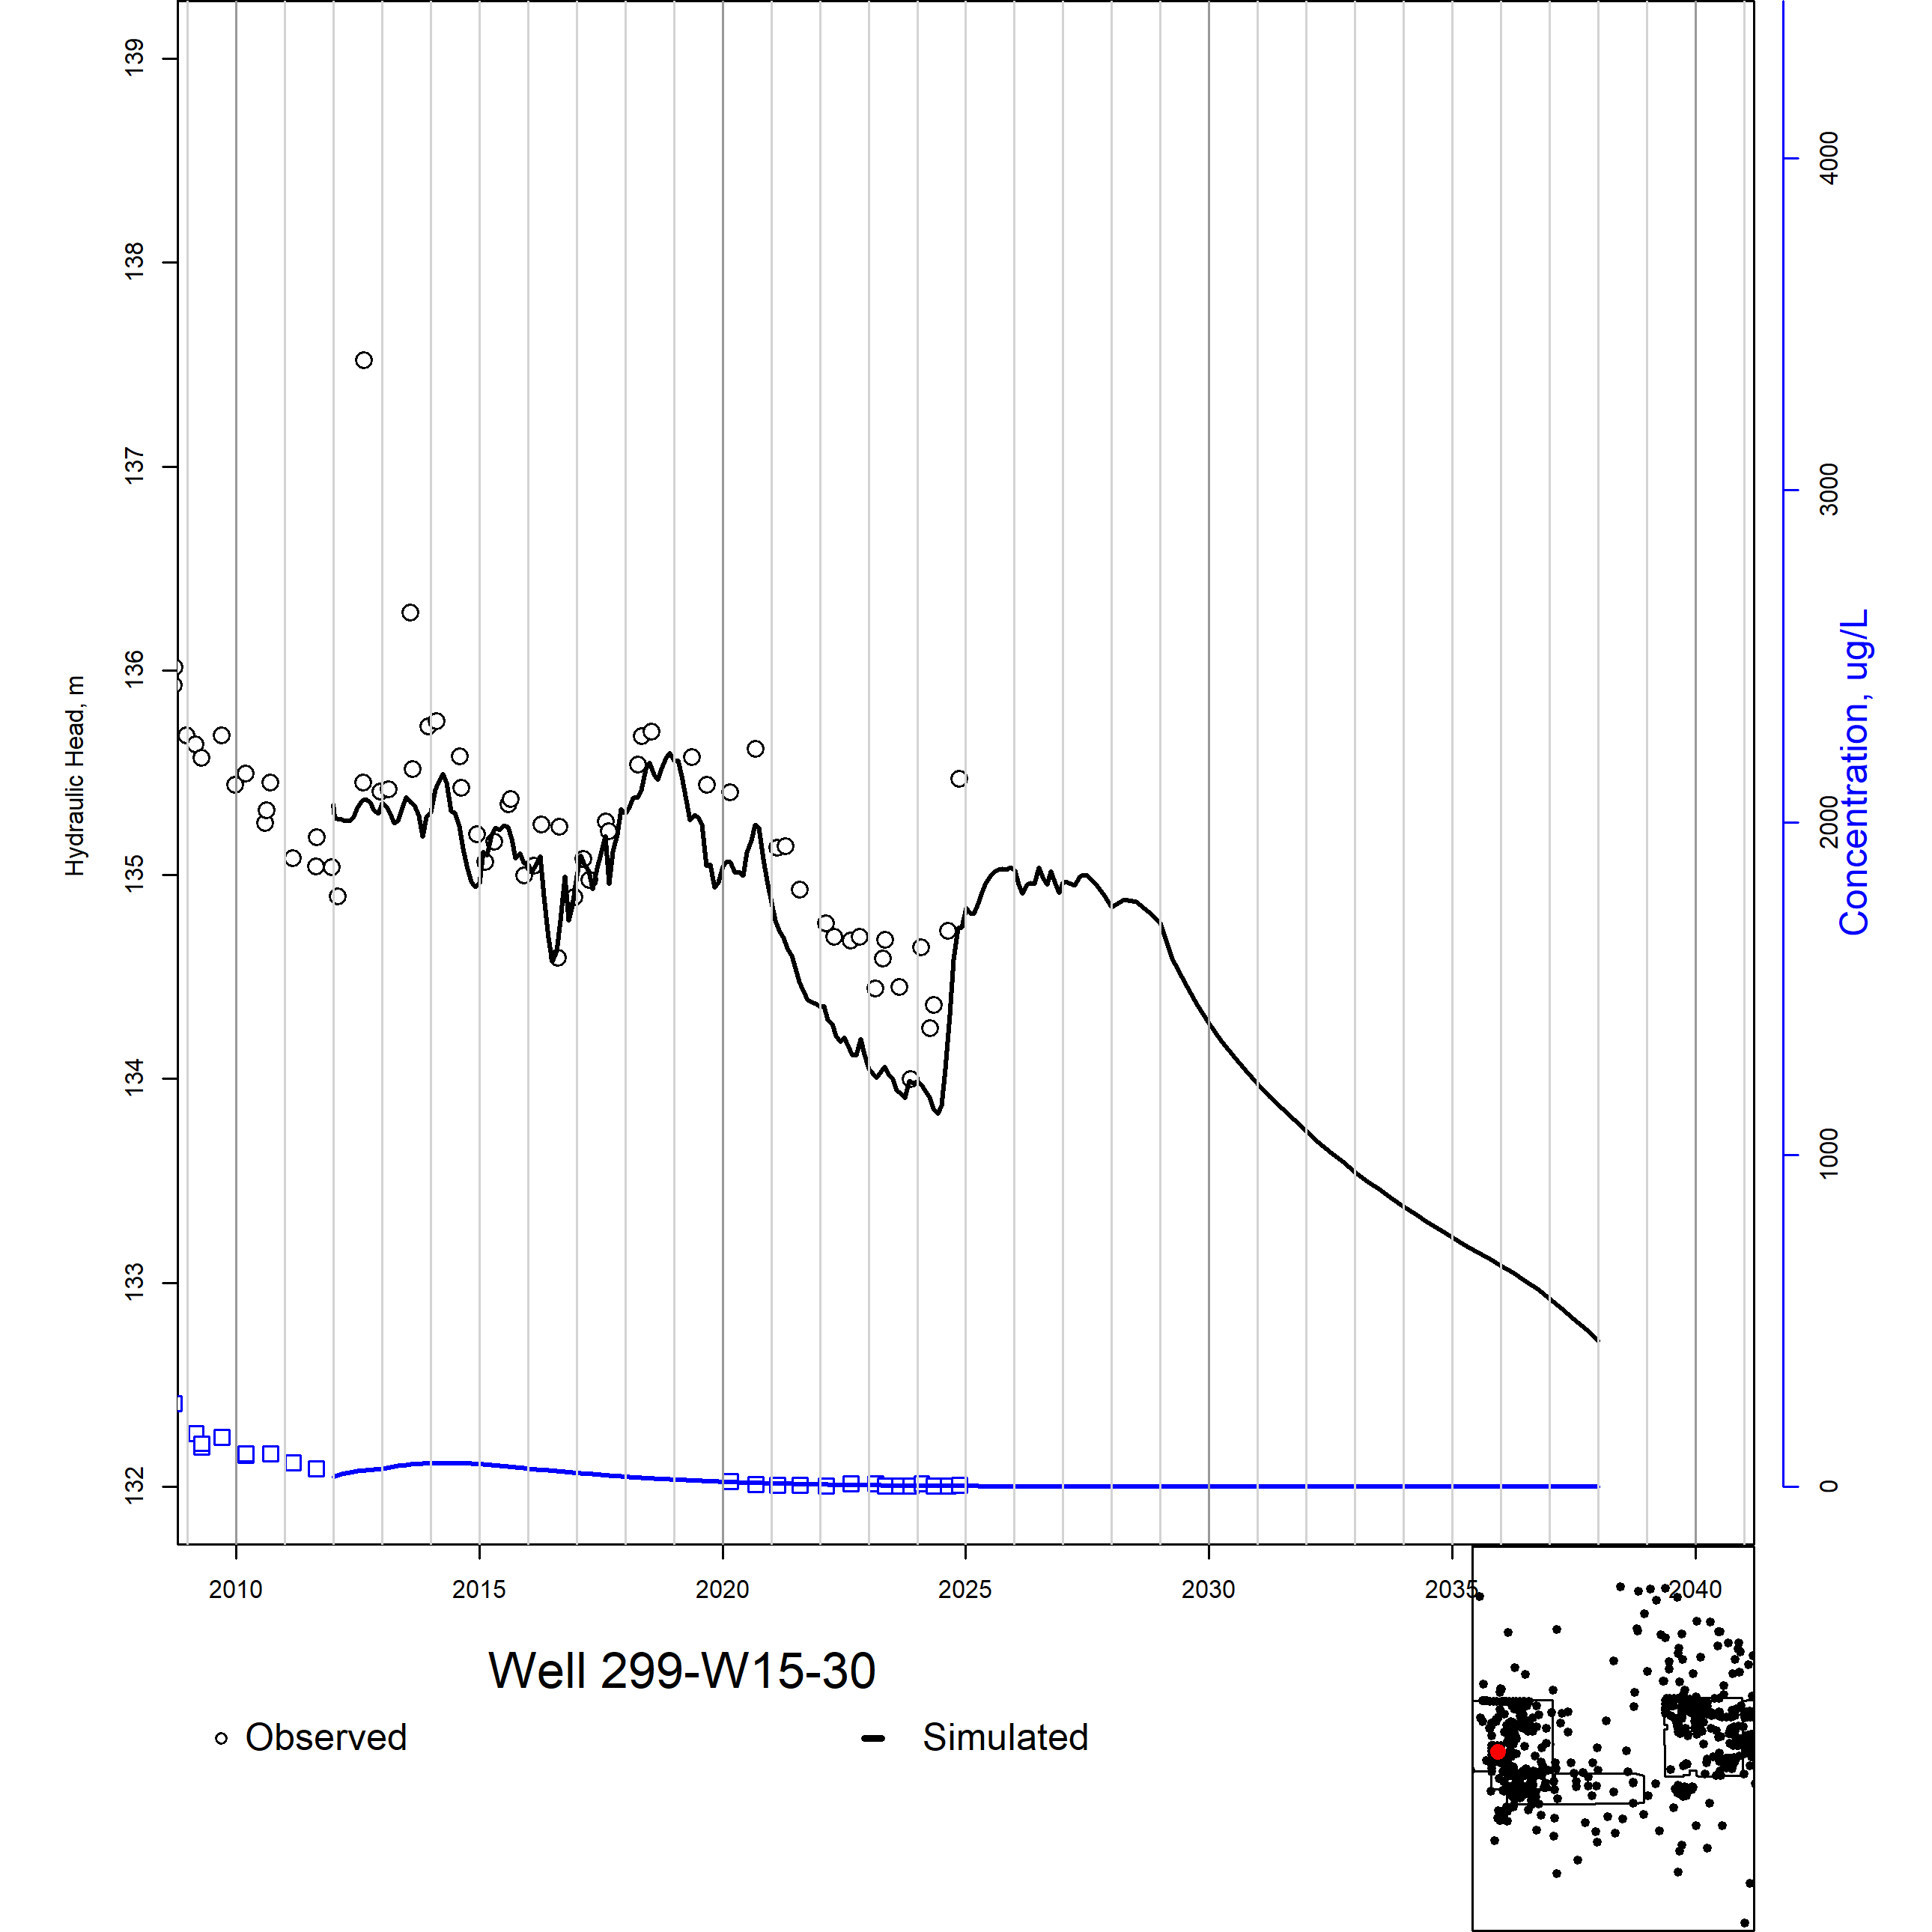 139
138
137
136
135
134
133
132
Hydraulic Head, m
4000
3000
2000
1000
0
Concentration, ug/L
2010 2015 2020 2025 2030 2035 2040
Well 299-W15-30
Observed Simulated